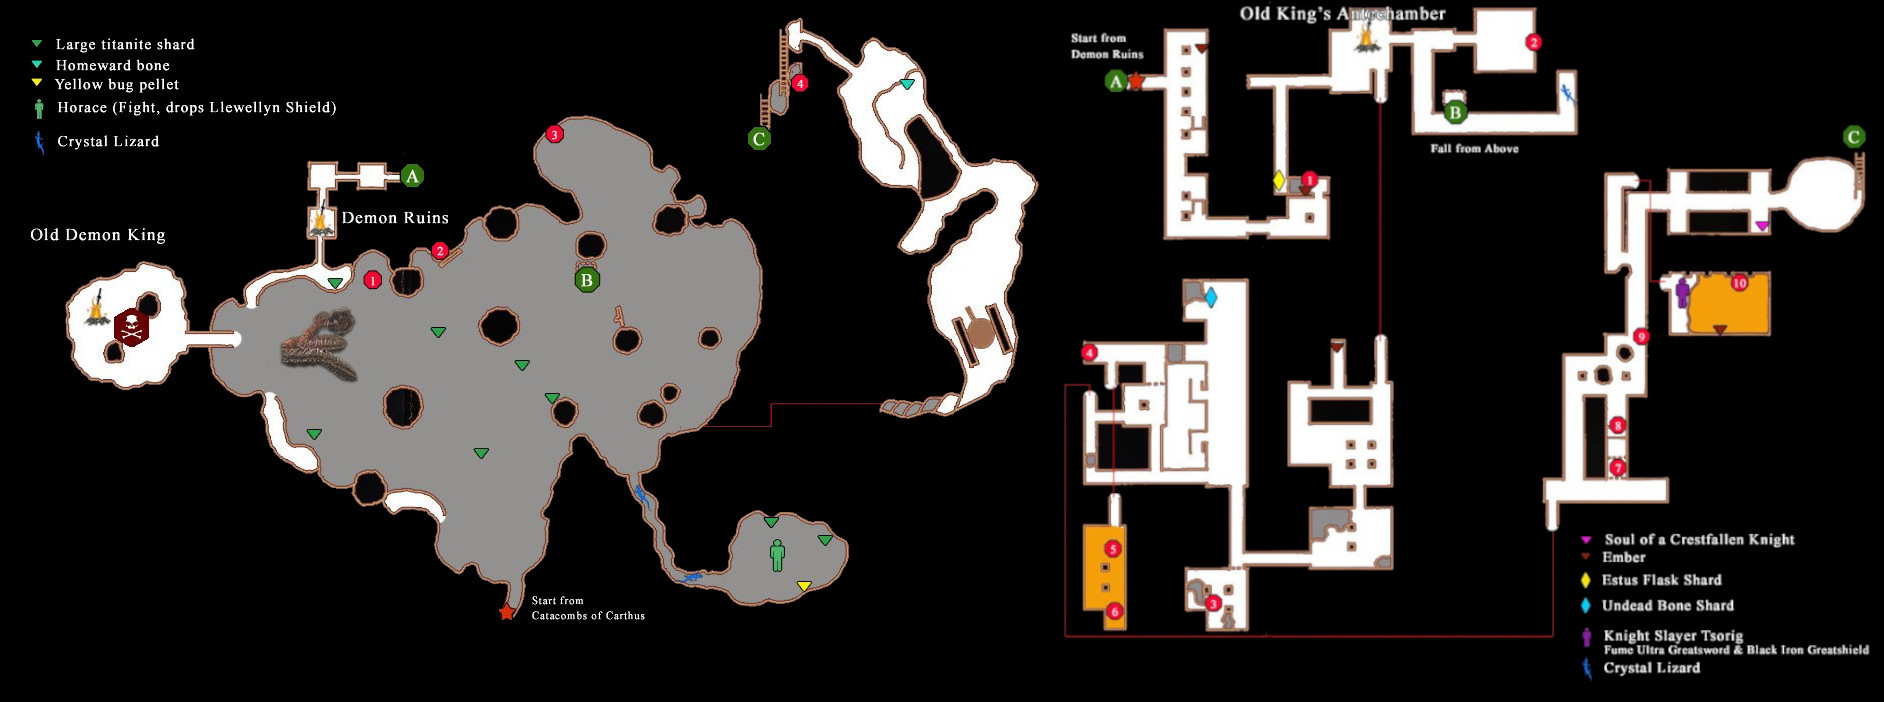 Large titanite shard
Homeward bone
Yellow bug pellet
Horace (Fight, drops Llewellyn Shield)
Crystal Lizard
A
Demon Ruins
Old Demon King
1
2
3
B
4
C
Start from
Catacombs of Carthus
Old King's Antechamber
Start from
Demon Ruins
A
2
B
Fall from Above
1
C
4
3
5
6
10
9
8
7
Soul of a Crestfallen Knight
Ember
Estus Flask Shard
Undead Bone Shard
Knight Slayer Tsorig
Fume Ultra Greatsword & Black Iron Greatshield
Crystal Lizard